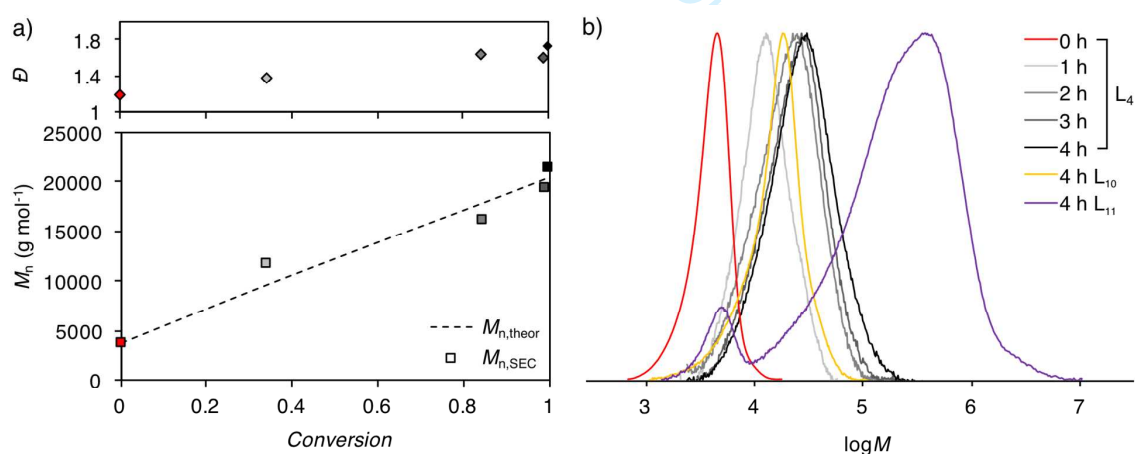 a)
1.8
1.4
1
Đ
25000
20000
15000
10000
5000
0
Mn (g mol-1)
Mn,theor
Mn,SEC
0
0.2
0.4
0.6
0.8
1
Conversion
b)
0 h
1 h
2 h
3 h
4 h
L4
4 h L10
4 h L11
3
4
5
6
7
logM